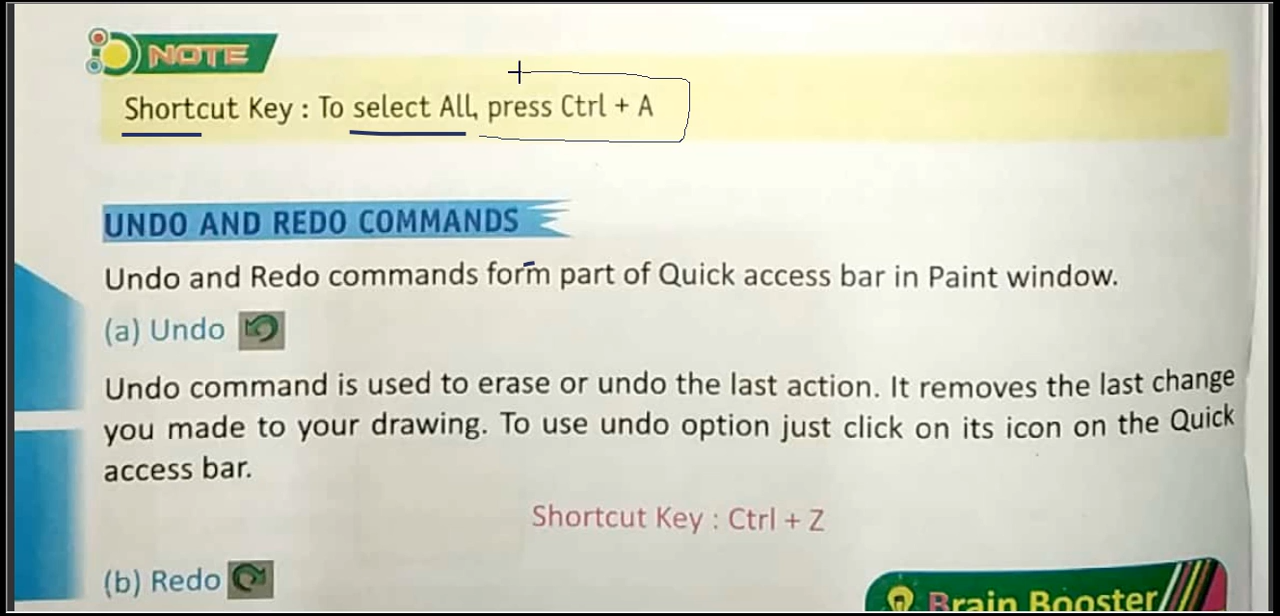 NOTE
Shortcut Key : To select All, press Ctrl + A
UNDO AND REDO COMMANDS
Undo and Redo commands form part of Quick access bar in Paint window.
(a) Undo
Undo command is used to erase or undo the last action. It removes the last change
you made to your drawing. To use undo option just click on its icon on the Quick
access bar.
Shortcut Key : Ctrl + Z
(b) Redo
Brain Booster